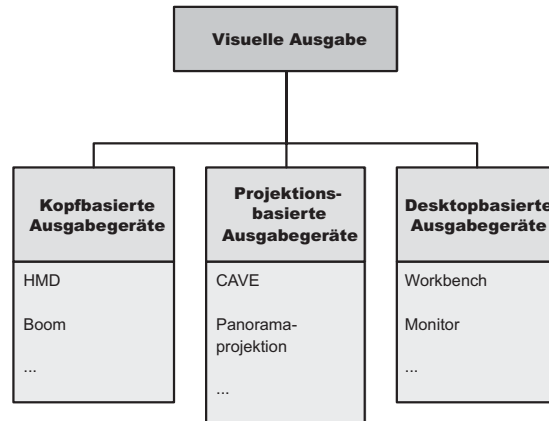 Visuelle Ausgabe
Kopfbasierte
Ausgabegeräte
HMD
Boom
...
Projektions-
basierte
Ausgabegeräte
CAVE
Panorama-
projektion
...
Desktopbasierte
Ausgabegeräte
Workbench
Monitor
...